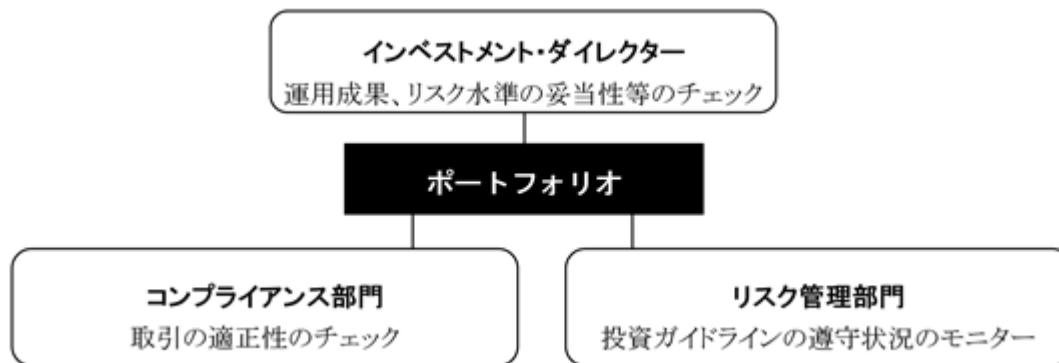 インベストメント・ダイレクター
運用成果、リスク水準の妥当性等のチェック
ポートフォリオ
コンプライアンス部門
取引の適正性のチェック
リスク管理部門
投資ガイドラインの遵守状況のモニター